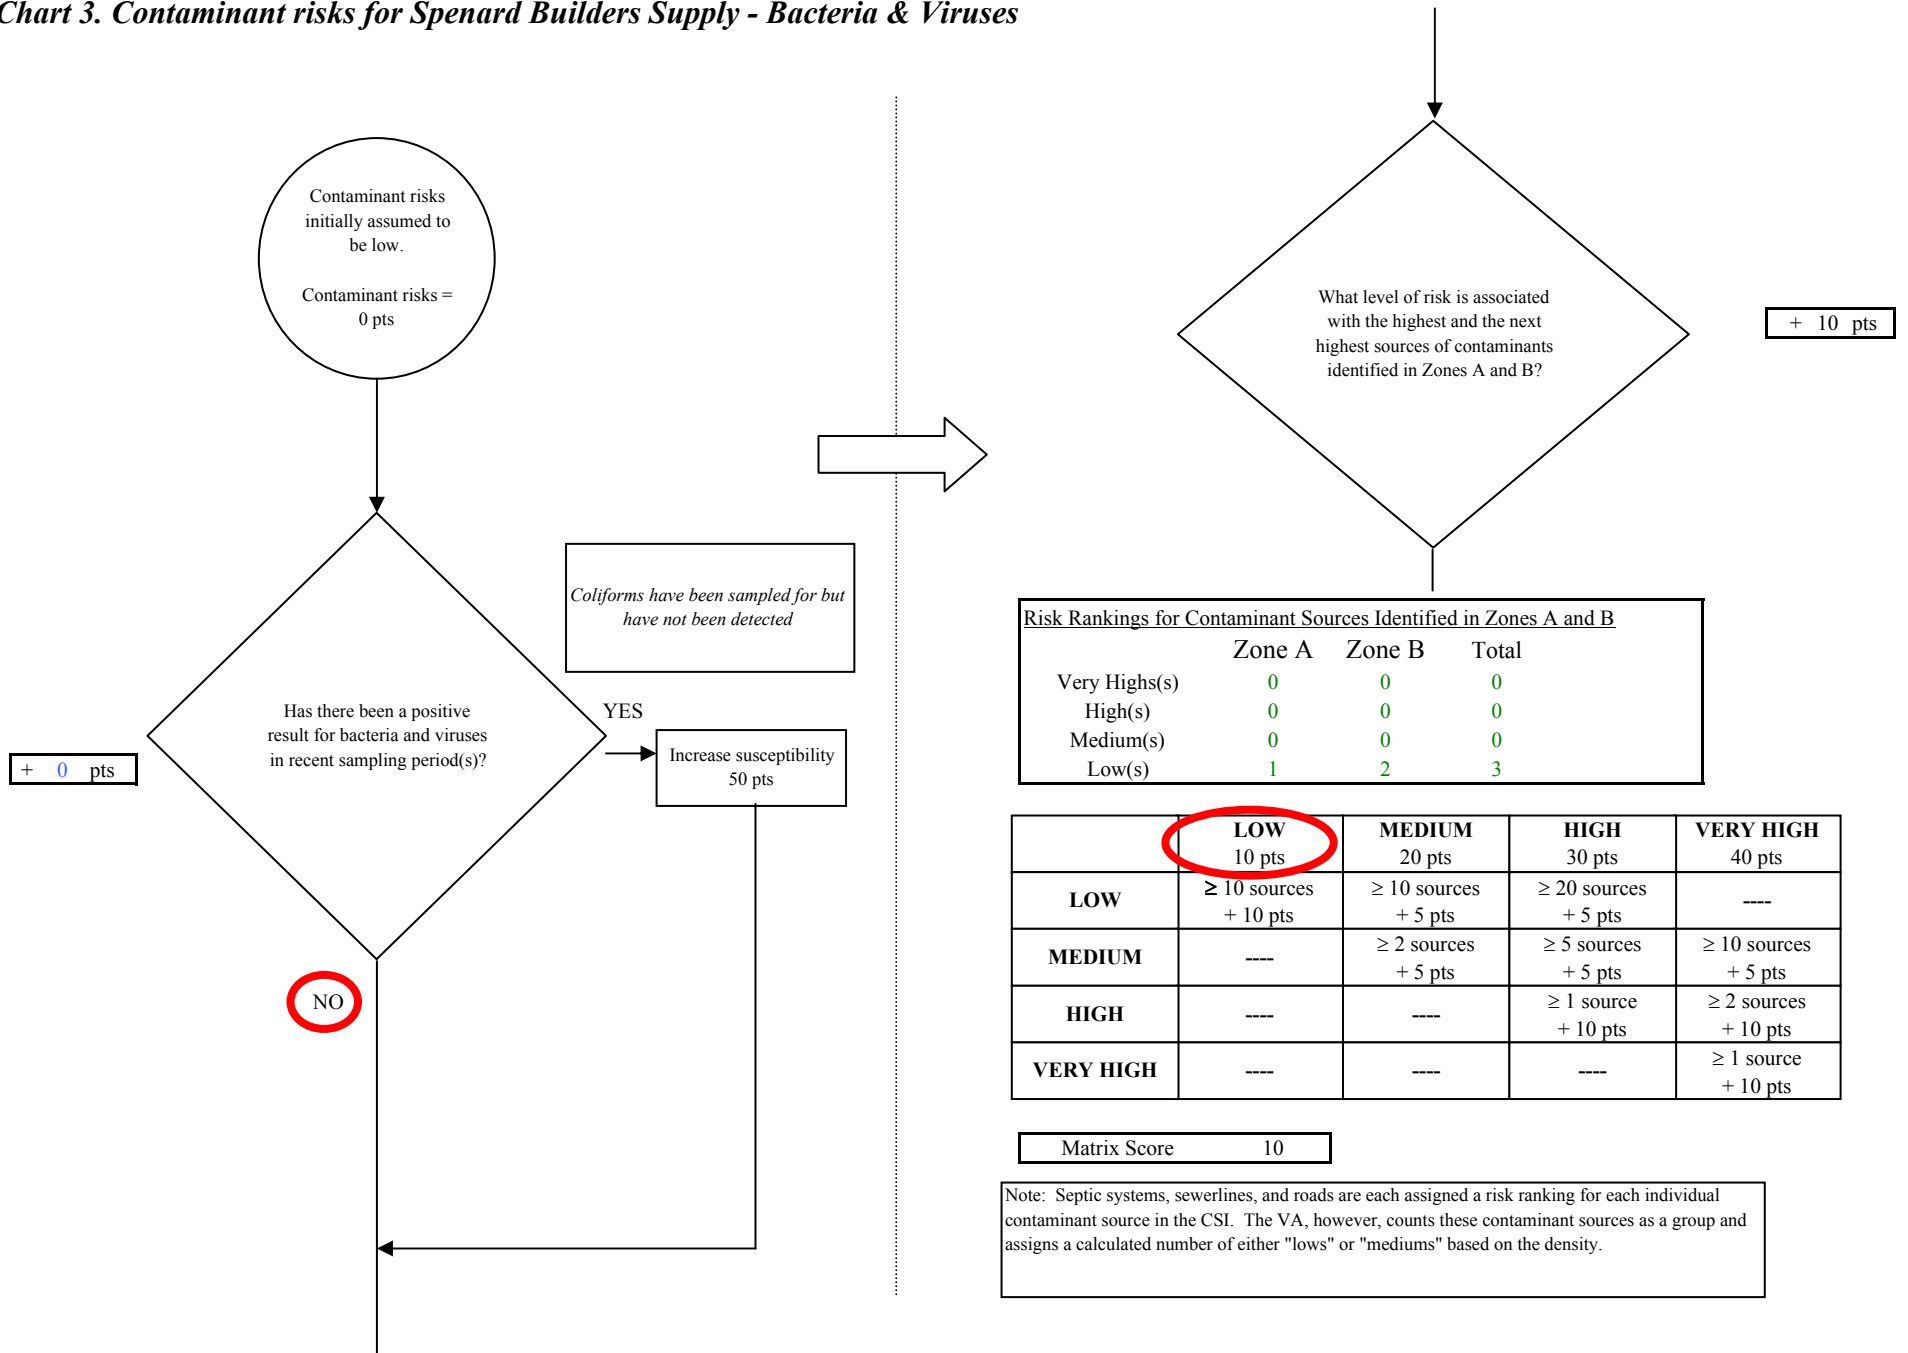 Chart 3. Contaminant risks for Spenard Builders Supply - Bacteria & Viruses
Contaminant risks
initially assumed to
be low.
Contaminant risks =
0 pts
Coliforms have been sampled for but
have not been detected
Has there been a positive
result for bacteria and viruses
in recent sampling period(s)?
YES
Increase susceptibility
50 pts
+ 0 pts
NO
What level of risk is associated
with the highest and the next
highest sources of contaminants
identified in Zones A and B?
+ 10 pts
Risk Rankings for Contaminant Sources Identified in Zones A and B
Zone A Zone B Total
Very Highs(s) 0 0 0
High(s) 0 0 0
Medium(s) 0 0 0
Low(s) 1 2 3
LOW MEDIUM HIGH VERY HIGH
10 pts 20 pts 30 pts 40 pts
LOW ≥ 10 sources ≥ 10 sources ≥ 20 sources ----
+ 10 pts + 5 pts + 5 pts
MEDIUM ---- ≥ 2 sources ≥ 5 sources ≥ 10 sources
+ 5 pts + 5 pts + 5 pts
HIGH ---- ---- ≥ 1 source ≥ 2 sources
+ 10 pts + 10 pts
VERY HIGH ---- ---- ---- ≥ 1 source
+ 10 pts
Matrix Score 10
Note: Septic systems, sewerlines, and roads are each assigned a risk ranking for each individual
contaminant source in the CSI. The VA, however, counts these contaminant sources as a group and
assigns a calculated number of either "lows" or "mediums" based on the density.